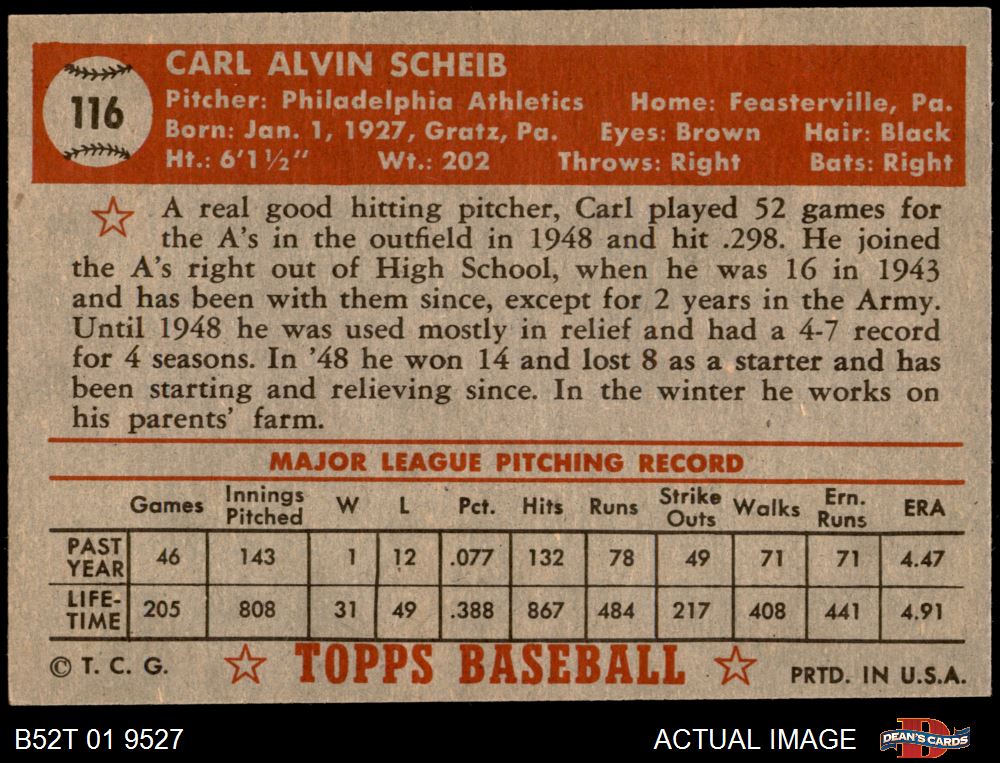 116
CARL ALVIN SCHEIB
Pitcher: Philadelphia Athletics Home: Feasterville, Pa.
Born: Jan. 1, 1927, Gratz, Pa. Eyes: Brown Hair: Black
Ht.: 6'1½" Wt.: 202 Throws: Right Bats: Right
A real good hitting pitcher, Carl played 52 games for
the A's in the outfield in 1948 and hit .298. He joined
the A's right out of High School, when he was 16 in 1943
and has been with them since, except for 2 years in the Army.
Until 1948 he was used mostly in relief and had a 4-7 record
for 4 seasons. In '48 he won 14 and lost 8 as a starter and has
been starting and relieving since. In the winter he works on
his parents' farm.
MAJOR LEAGUE PITCHING RECORD
Games Innings Pitched W L Pct. Hits Runs Strike Outs Walks Ern. Runs ERA
PAST YEAR 46 143 1 12 .077 132 78 49 71 71 4.47
LIFE-TIME 205 808 31 49 .388 867 484 217 408 441 4.91
© T. C. G. TOPPS BASEBALL PRTD. IN U.S.A.
B52T 01 9527 ACTUAL IMAGE D DEAN'S CARDS